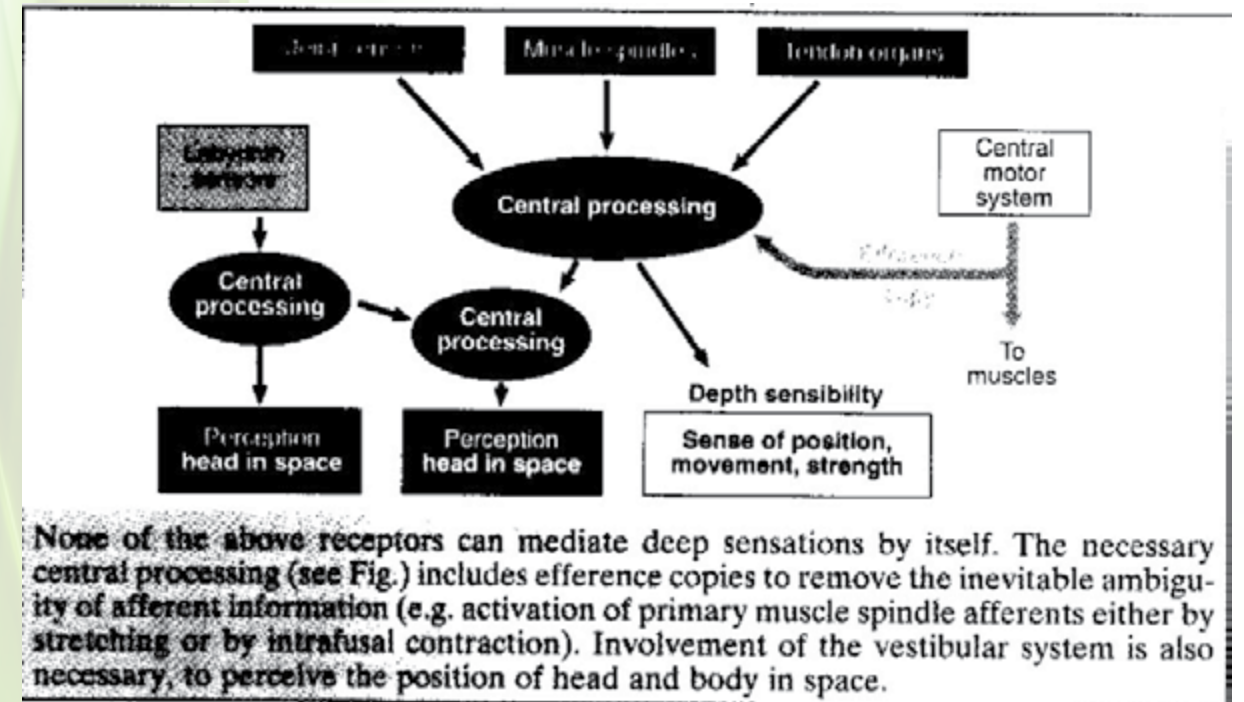 Muscle spindles
Tendon organs
Labyrinth
sensors
Central
motor
system
Central processing
Efference
copy
Central
processing
Central
processing
To
muscles
Depth sensibility
Perception
head in space
Perception
head in space
Sense of position,
movement, strength
None of the above receptors can mediate deep sensations by itself. The necessary
central processing (see Fig.) includes efference copies to remove the inevitable ambigu-
ity of afferent information (e.g. activation of primary muscle spindle afferents either by
stretching or by intrafusal contraction). Involvement of the vestibular system is also
necessary, to perceive the position of head and body in space.